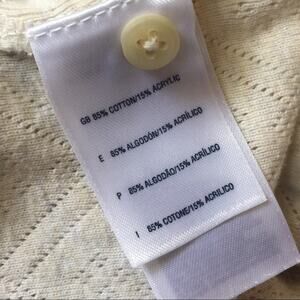 GB 85% COTTON/15% ACRYLIC
E 85% ALGODÓN/15% ACRÍLICO
P 85% ALGODÃO/15% ACRÍLICO
I 85% COTONE/15% ACRILICO